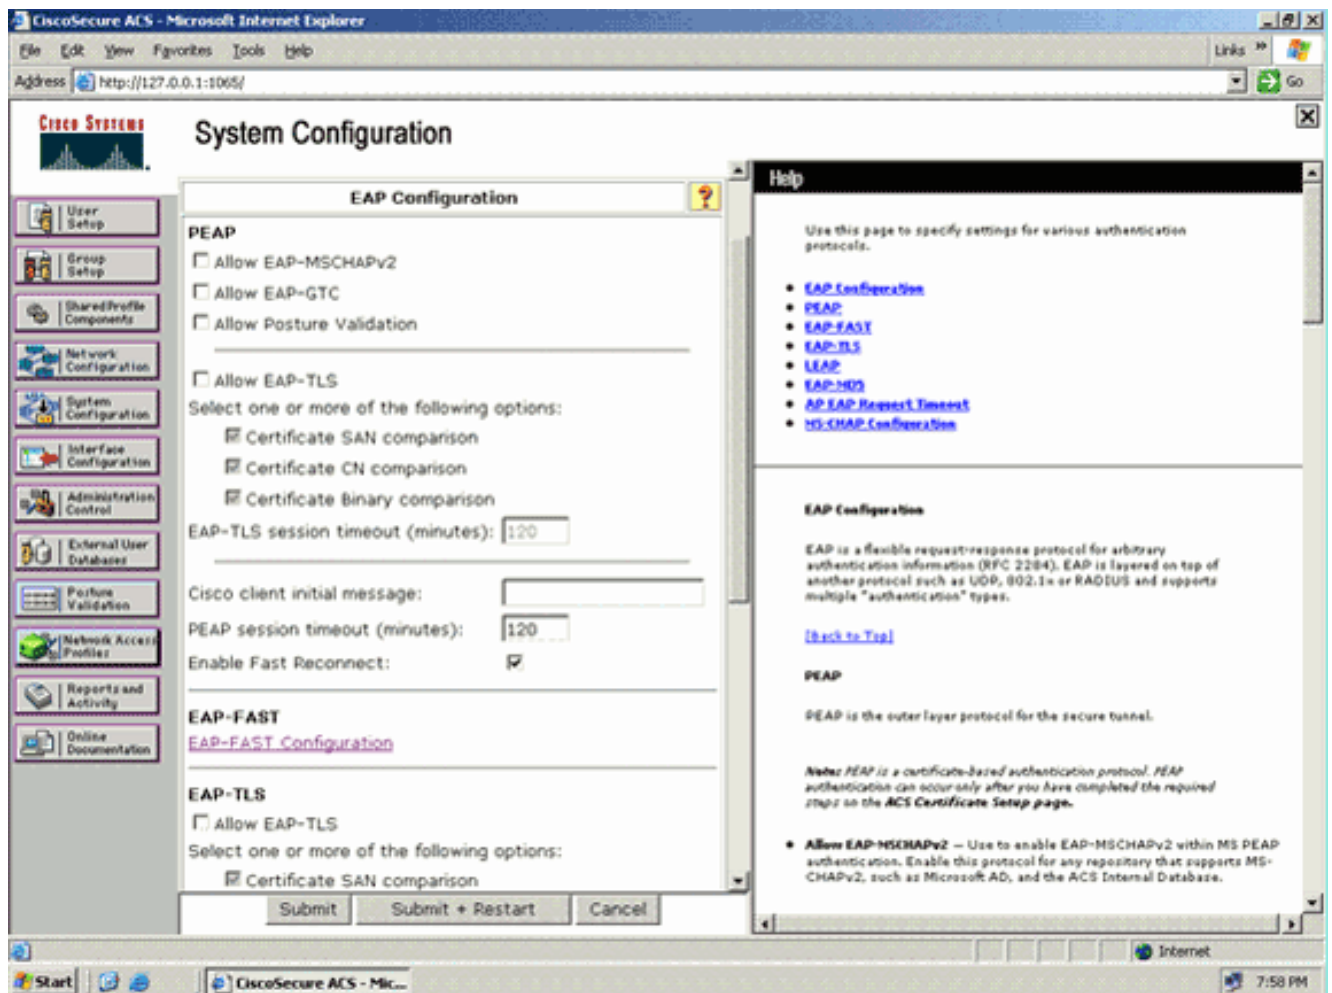 CiscoSecure ACS - Microsoft Internet Explorer
File Edit View Favorites Tools Help
Links »
Address http://127.0.0.1:1065/
Go
CISCO SYSTEMS
System Configuration
User Setup
Group Setup
Shared Profile Components
Network Configuration
System Configuration
Interface Configuration
Administration Control
External User Databases
Posture Validation
Network Access Profiles
Reports and Activity
Online Documentation
EAP Configuration
?
PEAP
Allow EAP-MSCHAPv2
Allow EAP-GTC
Allow Posture Validation
Allow EAP-TLS
Select one or more of the following options:
Certificate SAN comparison
Certificate CN comparison
Certificate Binary comparison
EAP-TLS session timeout (minutes): 120
Cisco client initial message:
PEAP session timeout (minutes): 120
Enable Fast Reconnect:
EAP-FAST
EAP-FAST Configuration
EAP-TLS
Allow EAP-TLS
Select one or more of the following options:
Certificate SAN comparison
Submit Submit + Restart Cancel
Help
Use this page to specify settings for various authentication
protocols.
EAP Configuration
PEAP
EAP-FAST
EAP-TLS
LEAP
EAP-MD5
AP EAP Request Timeout
MS-CHAP Configuration
EAP Configuration
EAP is a flexible request-response protocol for arbitrary
authentication information (RFC 2284). EAP is layered on top of
another protocol such as UDP, 802.1x or RADIUS and supports
multiple "authentication" types.
[Back to Top]
PEAP
PEAP is the outer layer protocol for the secure tunnel.
Note: PEAP is a certificate-based authentication protocol. PEAP
authentication can occur only after you have completed the required
steps on the ACS Certificate Setup page.
Allow EAP-MSCHAPv2 — Use to enable EAP-MSCHAPv2 within MS PEAP
authentication. Enable this protocol for any repository that supports MS-
CHAPv2, such as Microsoft AD, and the ACS Internal Database.
Internet
Start
CiscoSecure ACS - Mic...
7:58 PM